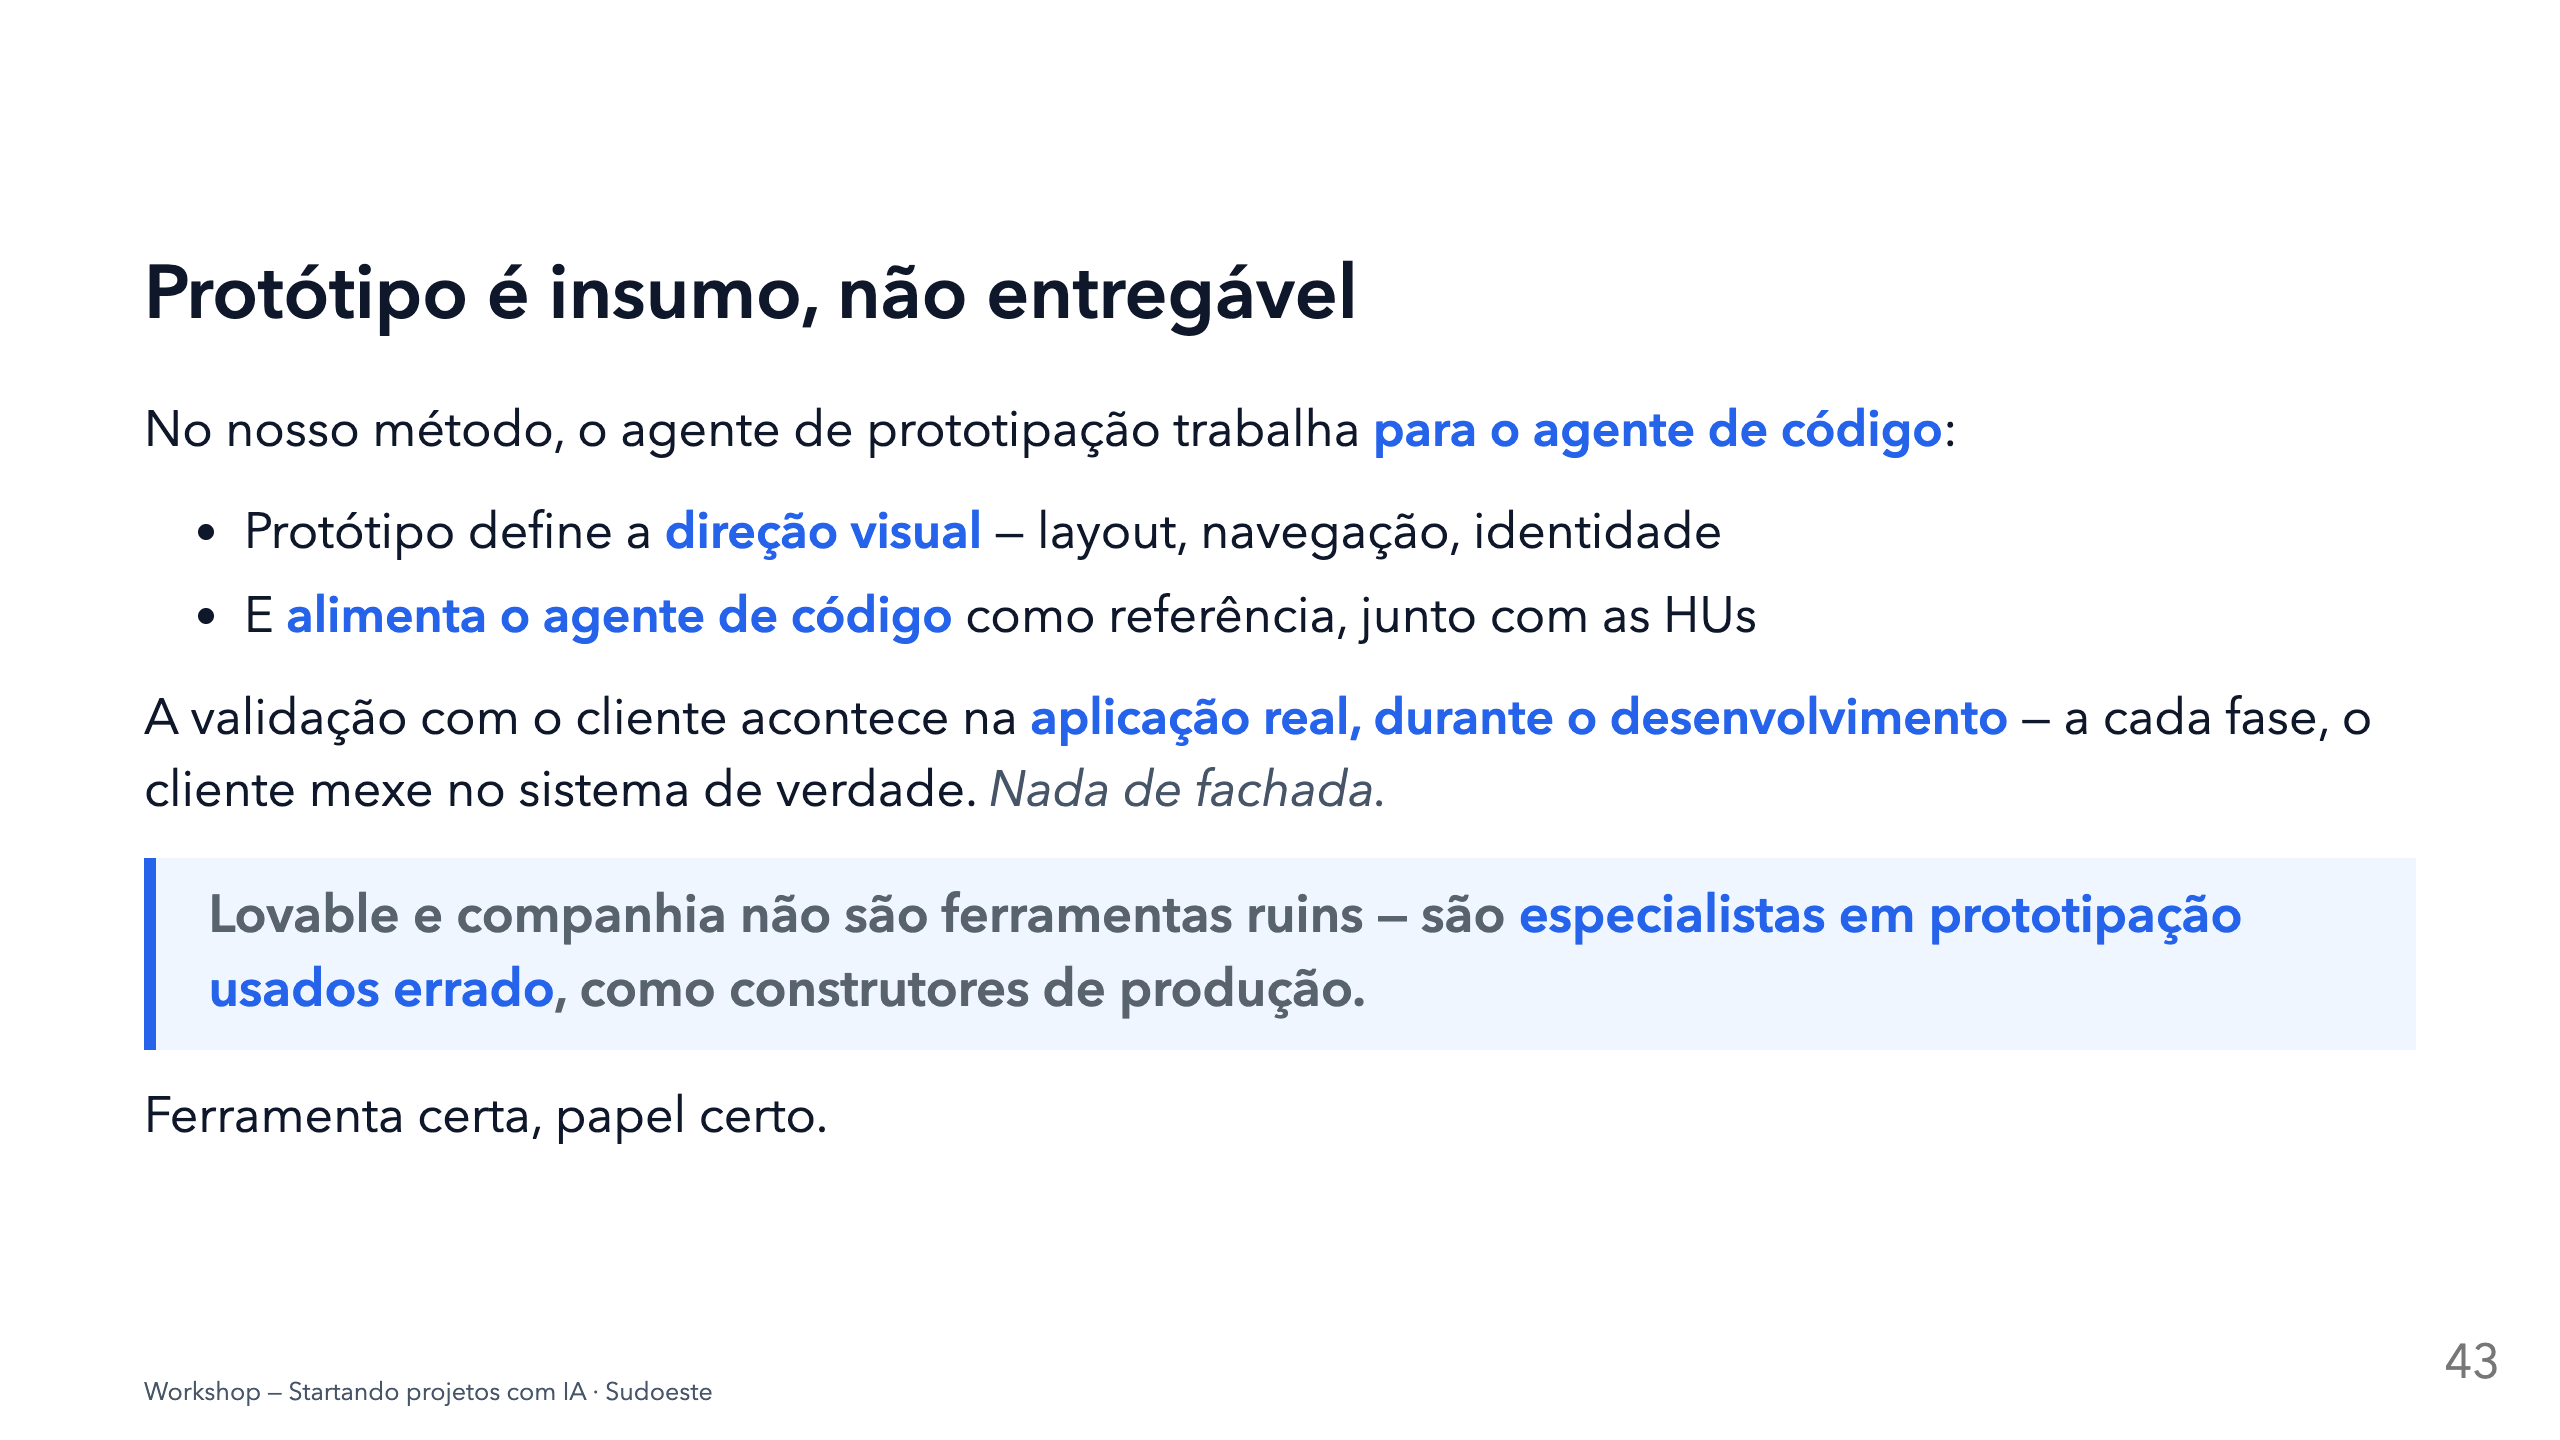 Protótipo é insumo, não entregável
No nosso método, o agente de prototipação trabalha para o agente de código:
• Protótipo define a direção visual – layout, navegação, identidade
• E alimenta o agente de código como referência, junto com as HUs
A validação com o cliente acontece na aplicação real, durante o desenvolvimento – a cada fase, o
cliente mexe no sistema de verdade. Nada de fachada.
Lovable e companhia não são ferramentas ruins – são especialistas em prototipação
usados errado, como construtores de produção.
Ferramenta certa, papel certo.
Workshop – Startando projetos com IA · Sudoeste
43